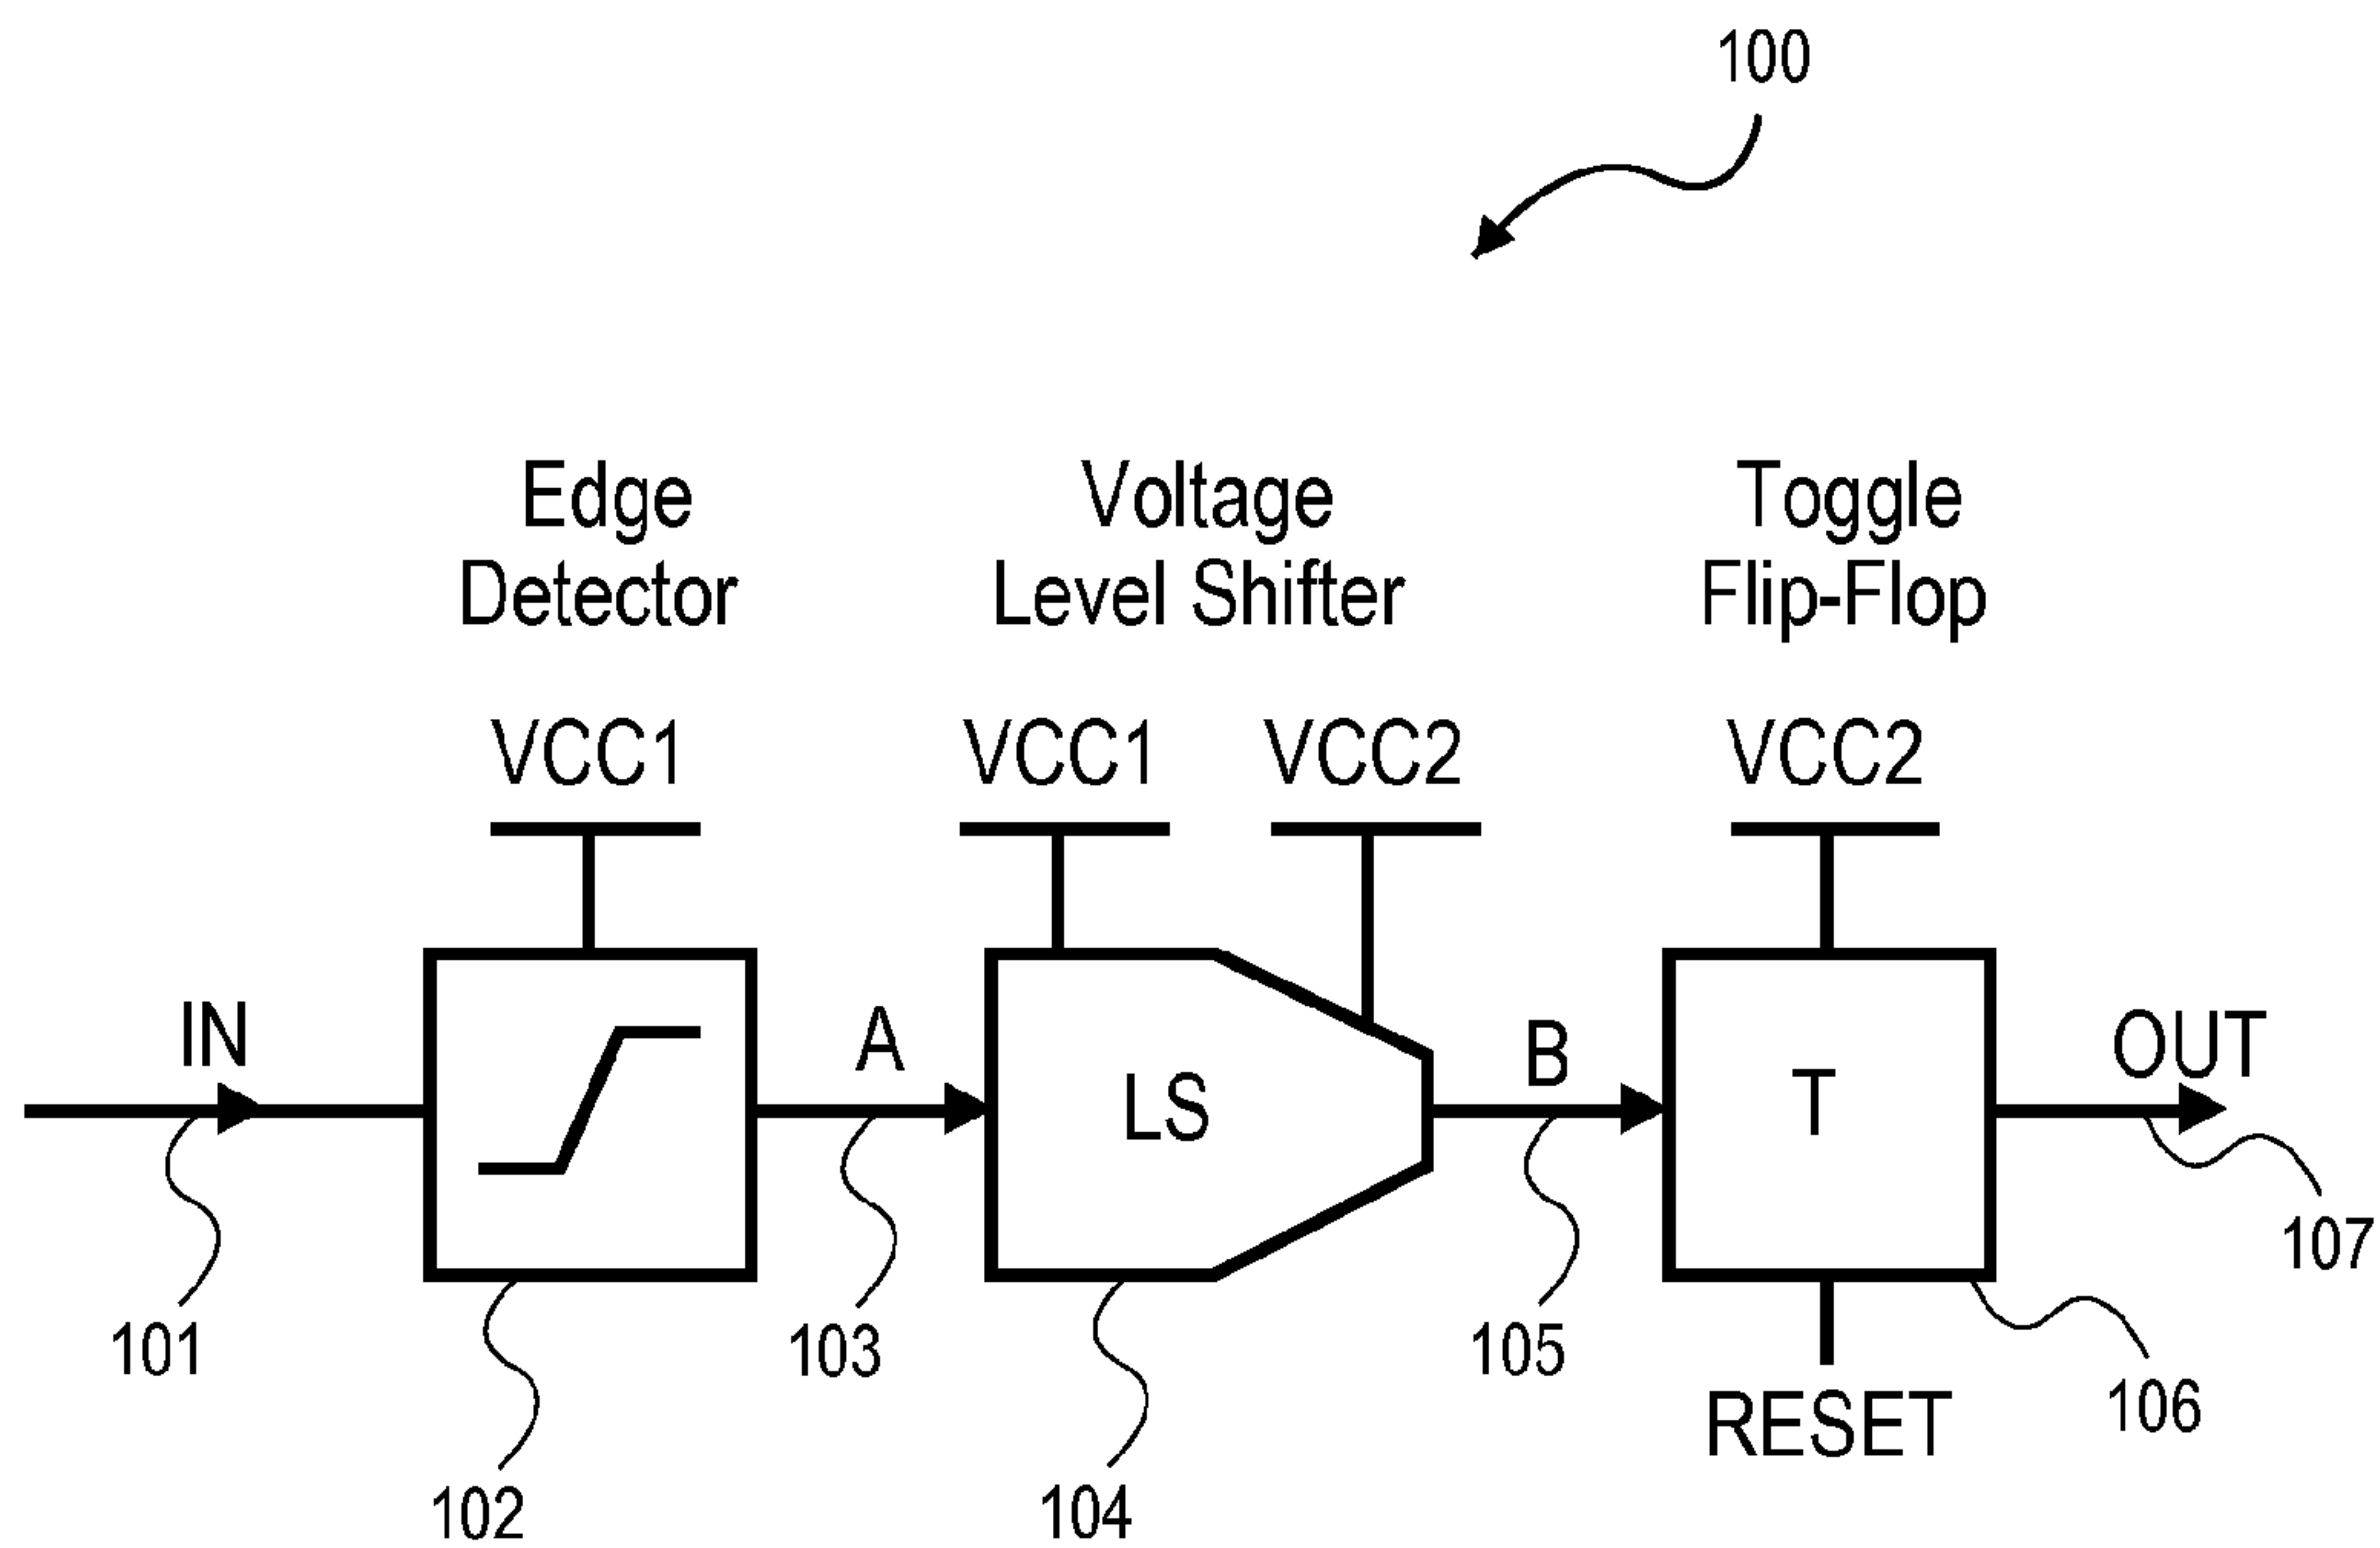 100
Edge
Detector
Voltage
Level Shifter
Toggle
Flip-Flop
VCC1
VCC1
VCC2
VCC2
IN
A
LS
B
T
OUT
101
102
103
104
105
RESET
106
107